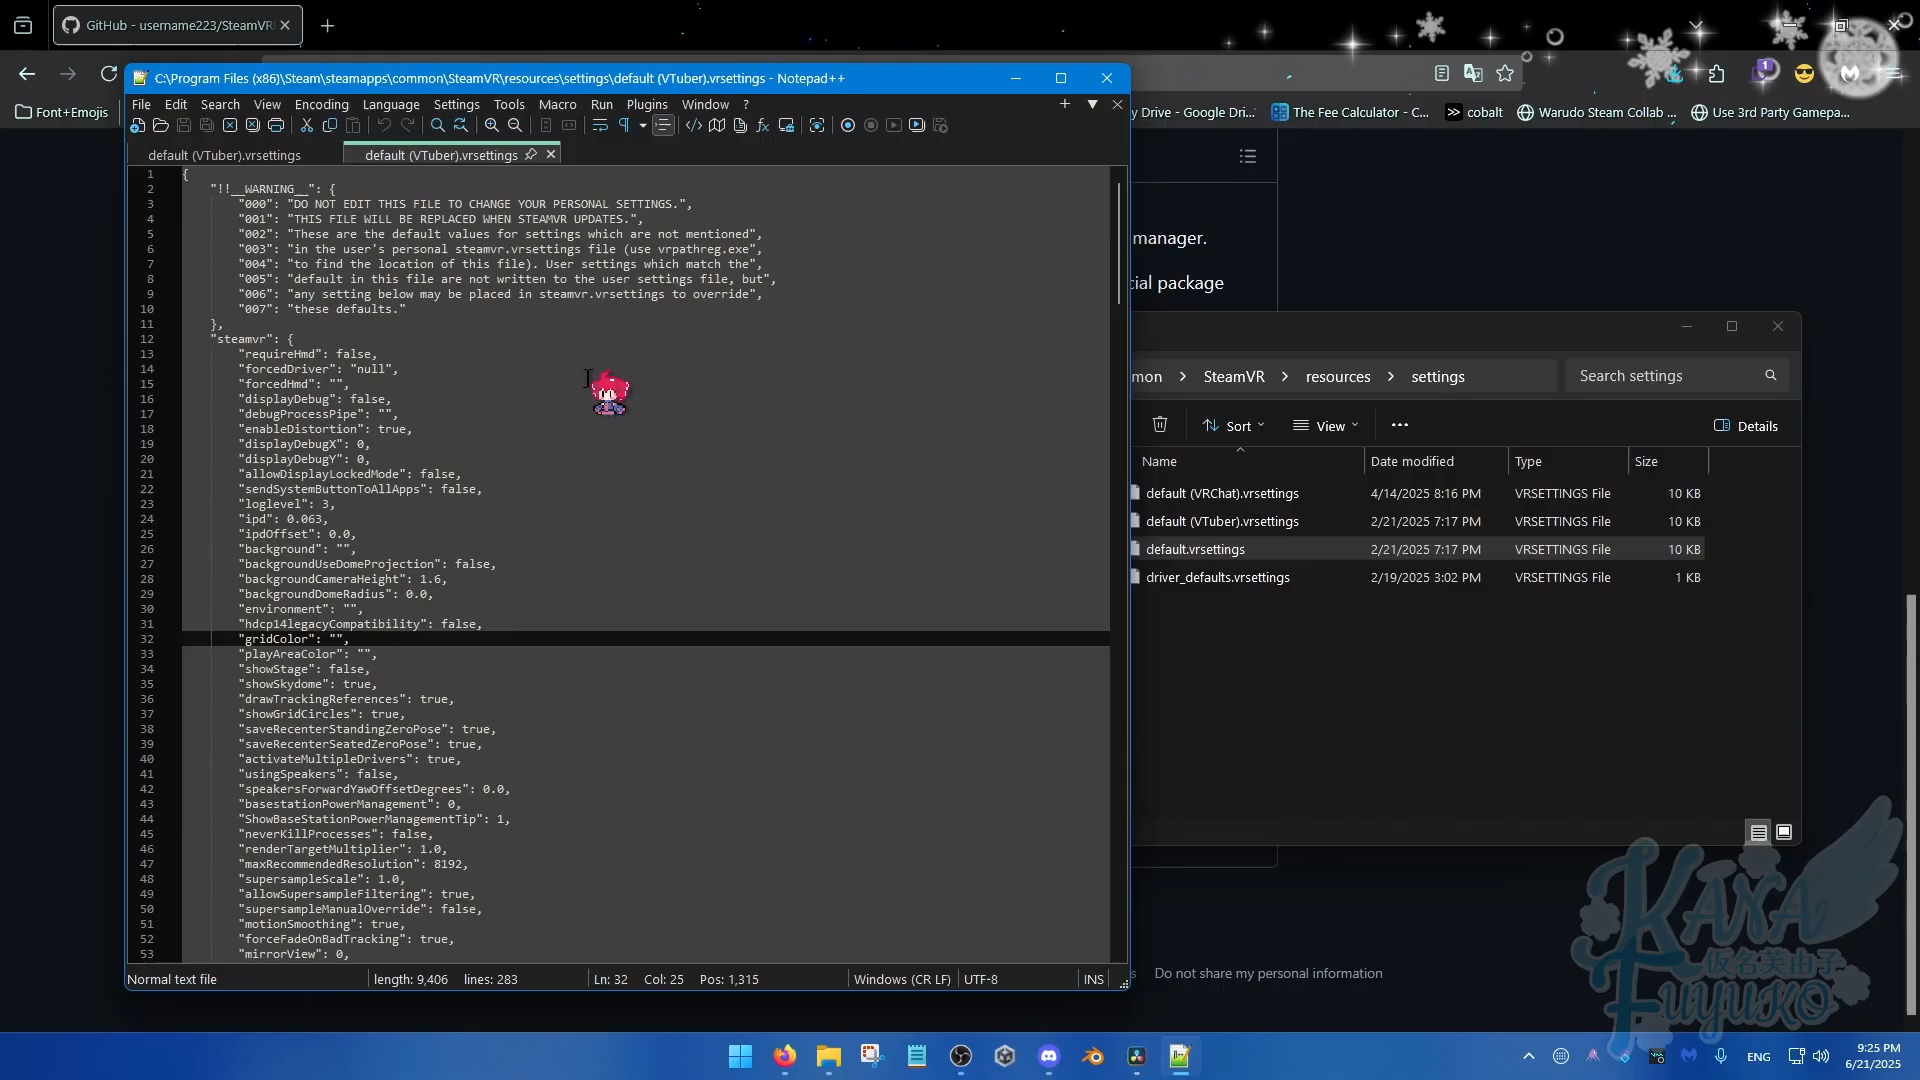 GitHub - username223/SteamVR
Font+Emojis
y Drive - Google Dri...
The Fee Calculator - C...
cobalt
Warudo Steam Collab ...
Use 3rd Party Gamepa...
C:\Program Files (x86)\Steam\steamapps\common\SteamVR\resources\settings\default (VTuber).vrsettings - Notepad++
File Edit Search View Encoding Language Settings Tools Macro Run Plugins Window ?
default (VTuber).vrsettings
default (VTuber).vrsettings
1 {
2 "!!__WARNING__": {
3 "000": "DO NOT EDIT THIS FILE TO CHANGE YOUR PERSONAL SETTINGS.",
4 "001": "THIS FILE WILL BE REPLACED WHEN STEAMVR UPDATES.",
5 "002": "These are the default values for settings which are not mentioned",
6 "003": "in the user's personal steamvr.vrsettings file (use vrpathreg.exe",
7 "004": "to find the location of this file). User settings which match the",
8 "005": "default in this file are not written to the user settings file, but",
9 "006": "any setting below may be placed in steamvr.vrsettings to override",
10 "007": "these defaults."
11 },
12 "steamvr": {
13 "requireHmd": false,
14 "forcedDriver": "null",
15 "forcedHmd": "",
16 "displayDebug": false,
17 "debugProcessPipe": "",
18 "enableDistortion": true,
19 "displayDebugX": 0,
20 "displayDebugY": 0,
21 "allowDisplayLockedMode": false,
22 "sendSystemButtonToAllApps": false,
23 "loglevel": 3,
24 "ipd": 0.063,
25 "ipdOffset": 0.0,
26 "background": "",
27 "backgroundUseDomeProjection": false,
28 "backgroundCameraHeight": 1.6,
29 "backgroundDomeRadius": 0.0,
30 "environment": "",
31 "hdcp14legacyCompatibility": false,
32 "gridColor": "",
33 "playAreaColor": "",
34 "showStage": false,
35 "showSkydome": true,
36 "drawTrackingReferences": true,
37 "showGridCircles": true,
38 "saveRecenterStandingZeroPose": true,
39 "saveRecenterSeatedZeroPose": true,
40 "activateMultipleDrivers": true,
41 "usingSpeakers": false,
42 "speakersForwardYawOffsetDegrees": 0.0,
43 "basestationPowerManagement": 0,
44 "ShowBaseStationPowerManagementTip": 1,
45 "neverKillProcesses": false,
46 "renderTargetMultiplier": 1.0,
47 "maxRecommendedResolution": 8192,
48 "supersampleScale": 1.0,
49 "allowSupersampleFiltering": true,
50 "supersampleManualOverride": false,
51 "motionSmoothing": true,
52 "forceFadeOnBadTracking": true,
53 "mirrorView": 0,
Normal text file length: 9,406 lines: 283 Ln: 32 Col: 25 Pos: 1,315 Windows (CR LF) UTF-8 INS
manager.
cial package
mon > SteamVR > resources > settings
Search settings
Sort View ... Details
Name Date modified Type Size
default (VRChat).vrsettings 4/14/2025 8:16 PM VRSETTINGS File 10 KB
default (VTuber).vrsettings 2/21/2025 7:17 PM VRSETTINGS File 10 KB
default.vrsettings 2/21/2025 7:17 PM VRSETTINGS File 10 KB
driver_defaults.vrsettings 2/19/2025 3:02 PM VRSETTINGS File 1 KB
s Do not share my personal information
KANA
仮名芙由子
FUYUKO
ENG
9:25 PM
6/21/2025
1